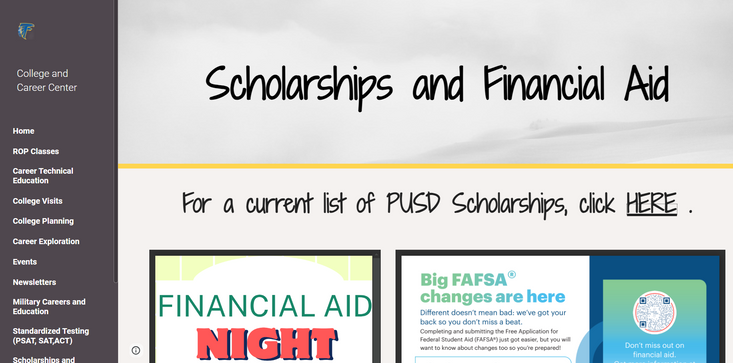 College and
Career Center
Home
ROP Classes
Career Technical
Education
College Visits
College Planning
Career Exploration
Events
Newsletters
Military Careers and
Education
Standardized Testing
(PSAT, SAT,ACT)
Scholarships and
Scholarships and Financial Aid
For a current list of PUSD Scholarships, click HERE .
FINANCIAL AID
NIGHT
Big FAFSA®
changes are here
Different doesn't mean bad: we've got your
back so you don't miss a beat.
Completing and submitting the Free Application for
Federal Student Aid (FAFSA®) just got easier, but you will
want to know about changes too so you're prepared!
Don't miss out on
financial aid.